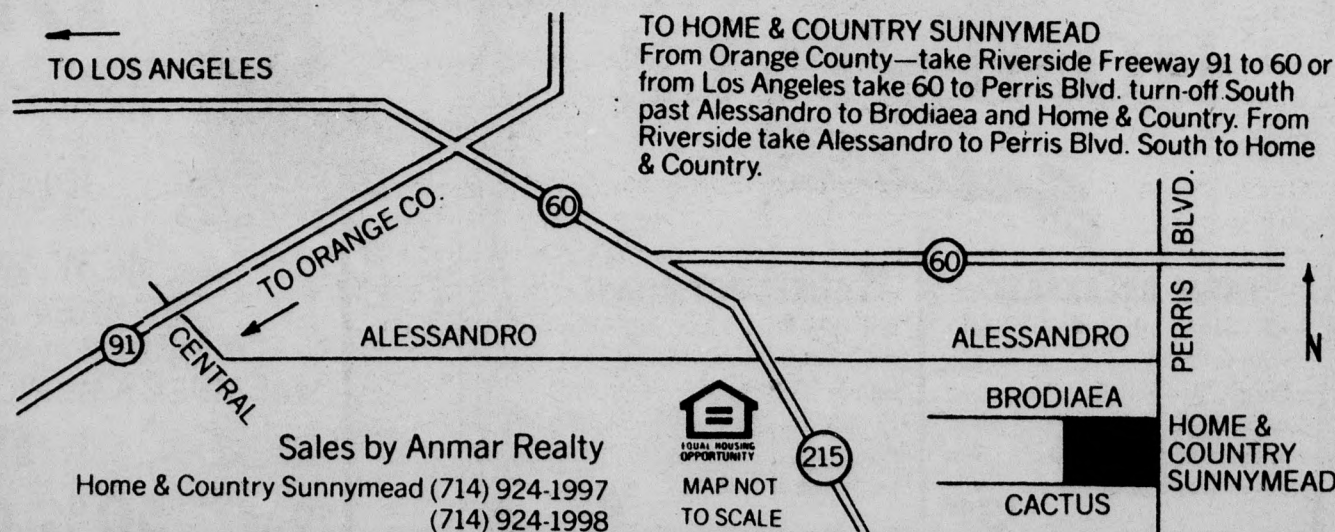 TO HOME & COUNTRY SUNNYMEAD
From Orange County—take Riverside Freeway 91 to 60 or
from Los Angeles take 60 to Perris Blvd. turn-off. South
past Alessandro to Brodiaea and Home & Country. From
Riverside take Alessandro to Perris Blvd. South to Home
& Country.
TO LOS ANGELES
TO ORANGE CO.
60
60
PERRIS BLVD.
N
91
CENTRAL
ALESSANDRO
ALESSANDRO
BRODIAEA
HOME &
COUNTRY
SUNNYMEAD
CACTUS
215
EQUAL HOUSING
OPPORTUNITY
MAP NOT
TO SCALE
Sales by Anmar Realty
Home & Country Sunnymead (714) 924-1997
(714) 924-1998